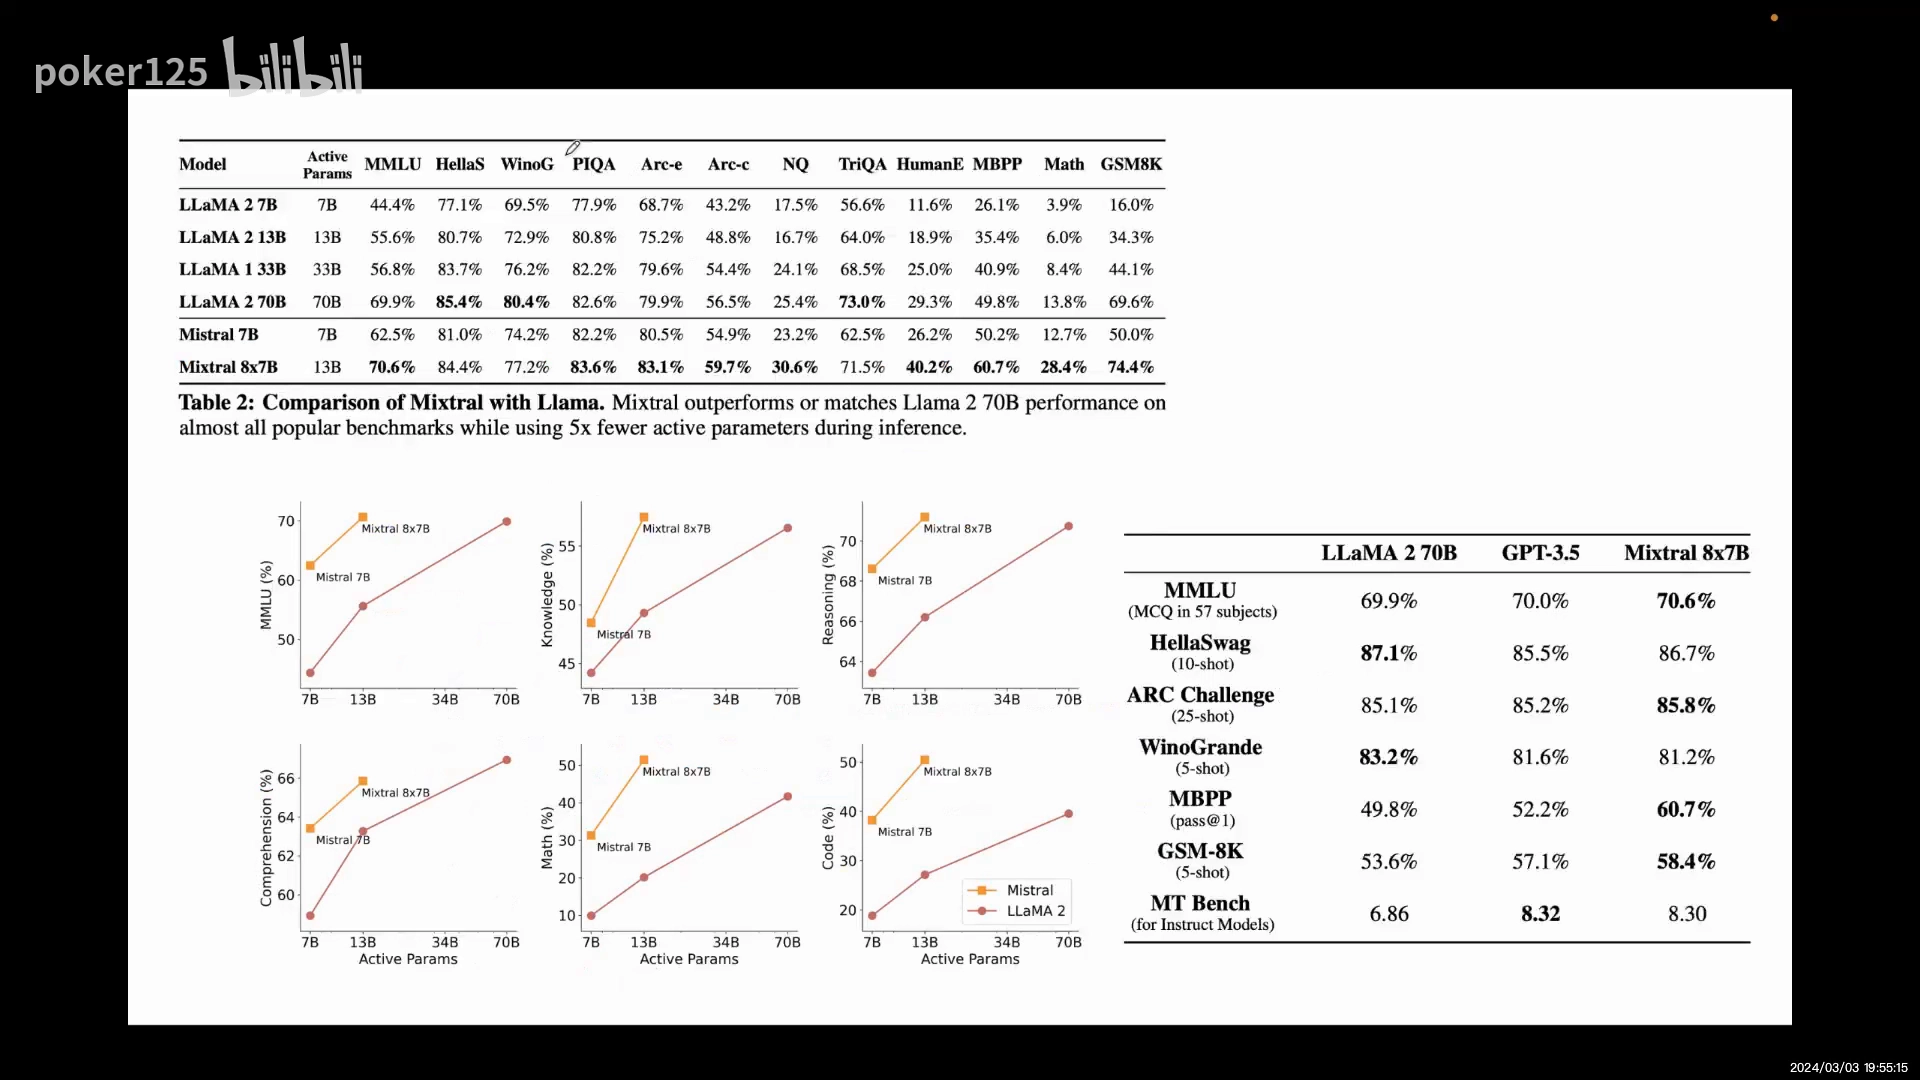 poker125 bilibili
Model Active Params MMLU HellaS WinoG PIQA Arc-e Arc-c NQ TriQA HumanE MBPP Math GSM8K
LLaMA 2 7B 7B 44.4% 77.1% 69.5% 77.9% 68.7% 43.2% 17.5% 56.6% 11.6% 26.1% 3.9% 16.0%
LLaMA 2 13B 13B 55.6% 80.7% 72.9% 80.8% 75.2% 48.8% 16.7% 64.0% 18.9% 35.4% 6.0% 34.3%
LLaMA 1 33B 33B 56.8% 83.7% 76.2% 82.2% 79.6% 54.4% 24.1% 68.5% 25.0% 40.9% 8.4% 44.1%
LLaMA 2 70B 70B 69.9% 85.4% 80.4% 82.6% 79.9% 56.5% 25.4% 73.0% 29.3% 49.8% 13.8% 69.6%
Mistral 7B 7B 62.5% 81.0% 74.2% 82.2% 80.5% 54.9% 23.2% 62.5% 26.2% 50.2% 12.7% 50.0%
Mixtral 8x7B 13B 70.6% 84.4% 77.2% 83.6% 83.1% 59.7% 30.6% 71.5% 40.2% 60.7% 28.4% 74.4%
Table 2: Comparison of Mixtral with Llama. Mixtral outperforms or matches Llama 2 70B performance on
almost all popular benchmarks while using 5x fewer active parameters during inference.
MMLU (%)
70
60
50
Mixtral 8x7B
Mistral 7B
7B 13B 34B 70B
Knowledge (%)
55
50
45
Mixtral 8x7B
Mistral 7B
7B 13B 34B 70B
Reasoning (%)
70
68
66
64
Mixtral 8x7B
Mistral 7B
7B 13B 34B 70B
Comprehension (%)
66
64
62
60
Mixtral 8x7B
Mistral 7B
7B 13B 34B 70B
Active Params
Math (%)
50
40
30
20
10
Mixtral 8x7B
Mistral 7B
7B 13B 34B 70B
Active Params
Code (%)
50
40
30
20
Mixtral 8x7B
Mistral 7B
Mistral
LLaMA 2
7B 13B 34B 70B
Active Params
LLaMA 2 70B GPT-3.5 Mixtral 8x7B
MMLU
(MCQ in 57 subjects) 69.9% 70.0% 70.6%
HellaSwag
(10-shot) 87.1% 85.5% 86.7%
ARC Challenge
(25-shot) 85.1% 85.2% 85.8%
WinoGrande
(5-shot) 83.2% 81.6% 81.2%
MBPP
(pass@1) 49.8% 52.2% 60.7%
GSM-8K
(5-shot) 53.6% 57.1% 58.4%
MT Bench
(for Instruct Models) 6.86 8.32 8.30
2024/03/03 19:55:15